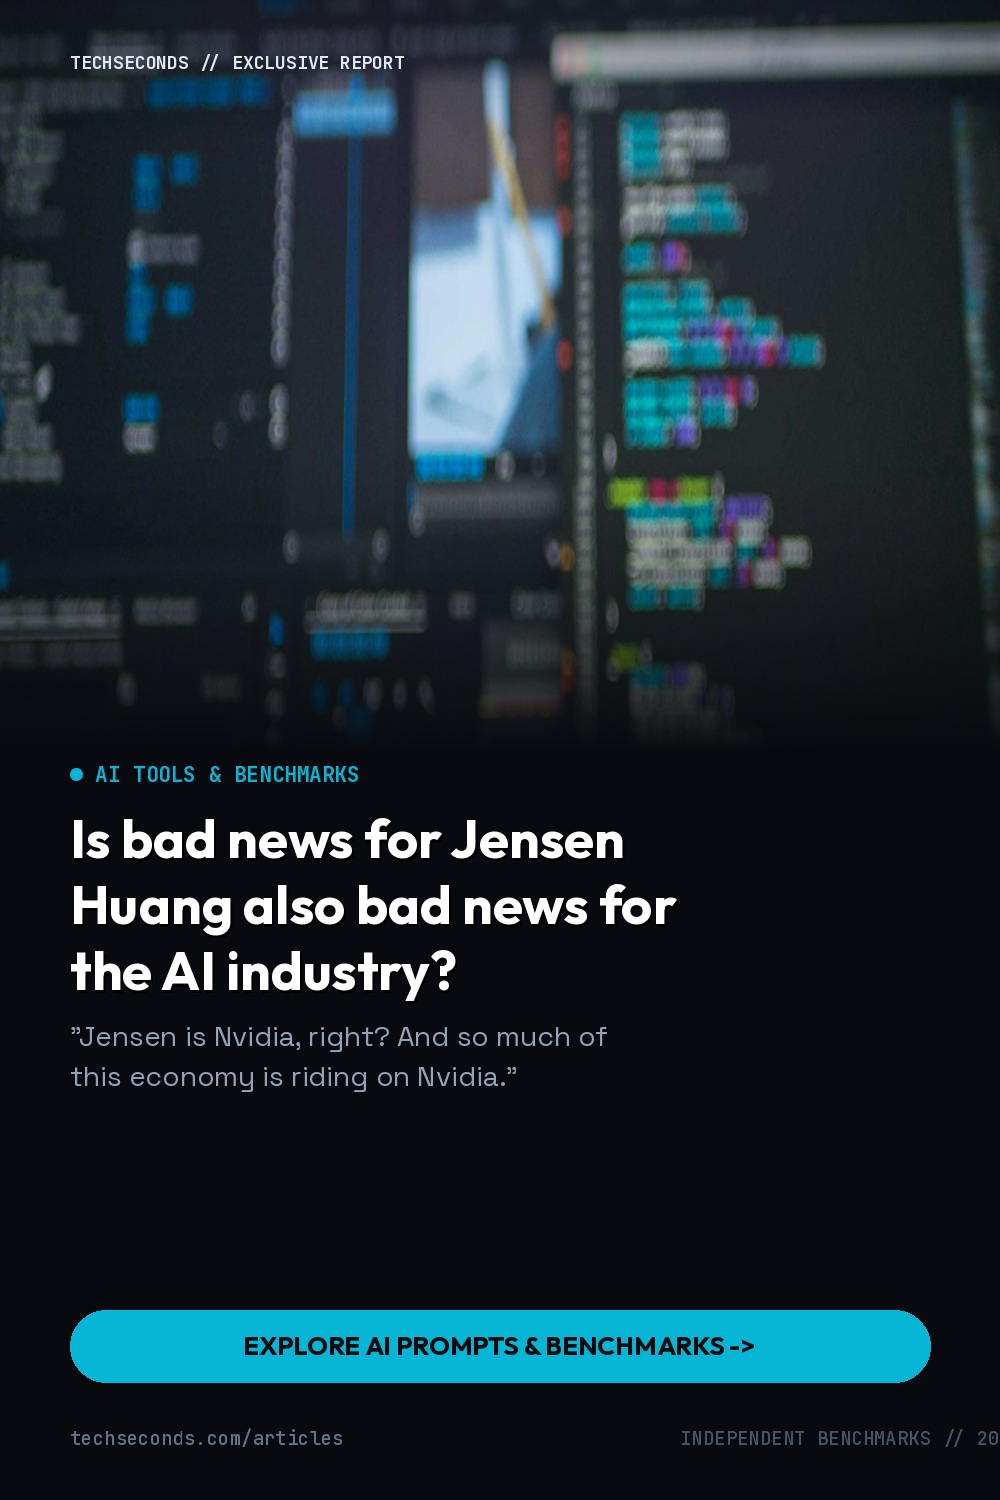 TECHSECONDS // EXCLUSIVE REPORT
AI TOOLS & BENCHMARKS
Is bad news for Jensen
Huang also bad news for
the AI industry?
"Jensen is Nvidia, right? And so much of
this economy is riding on Nvidia."
EXPLORE AI PROMPTS & BENCHMARKS ->
techseconds.com/articles
INDEPENDENT BENCHMARKS // 20